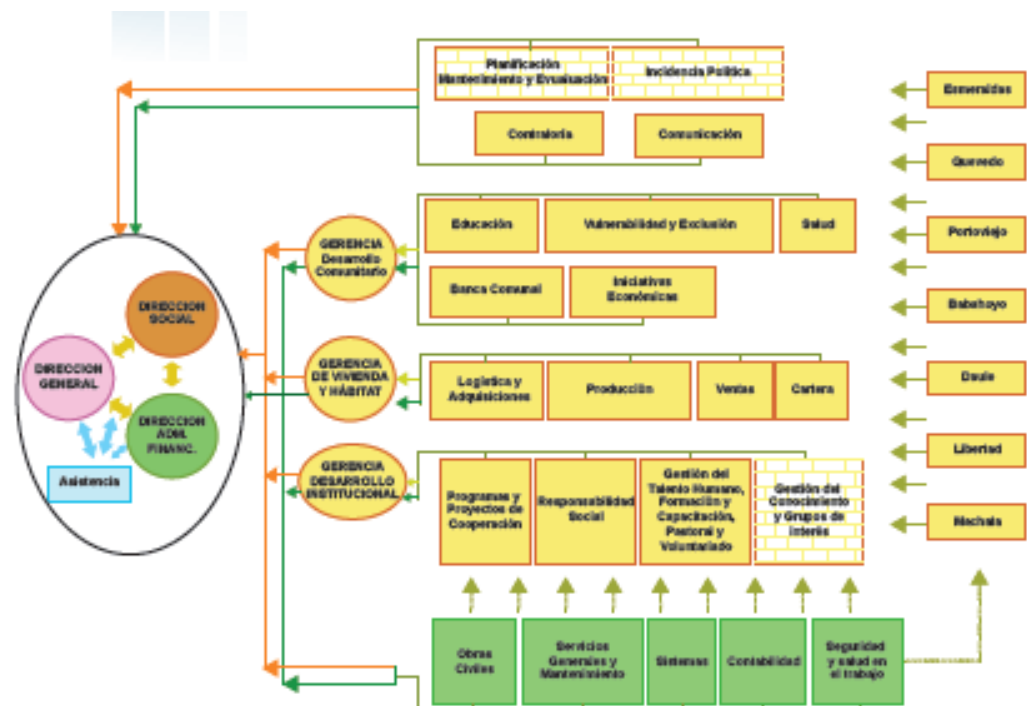 Planificación
Mantenimiento y Evualuación
Incidencia Política
Contraloría
Comunicación
Esmeraldas
Quevedo
Portoviejo
Babahoyo
Daule
Libertad
Machala
GERENCIA
Desarrollo
Comunitario
Educación
Vulnerabilidad y Exclusión
Salud
Banca Comunal
Iniciativas
Económicas
DIRECCION
SOCIAL
DIRECCION
GENERAL
DIRECCION
ADM.
FINANC.
Asistencia
GERENCIA
DE VIVIENDA
Y HÁBITAT
Logística y
Adquisiciones
Producción
Ventas
Cartera
GERENCIA
DESARROLLO
INSTITUCIONAL
Programas y
Proyectos de
Cooperación
Responsabilidad
Social
Gestión del
Talento Humano,
Formación y
Capacitación,
Pastoral y
Voluntariado
Gestión del
Conocimiento
y Grupos de
interés
Obras
Civiles
Servicios
Generales y
Mantenimiento
Sistemas
Contabilidad
Seguridad
y salud en
el trabajo